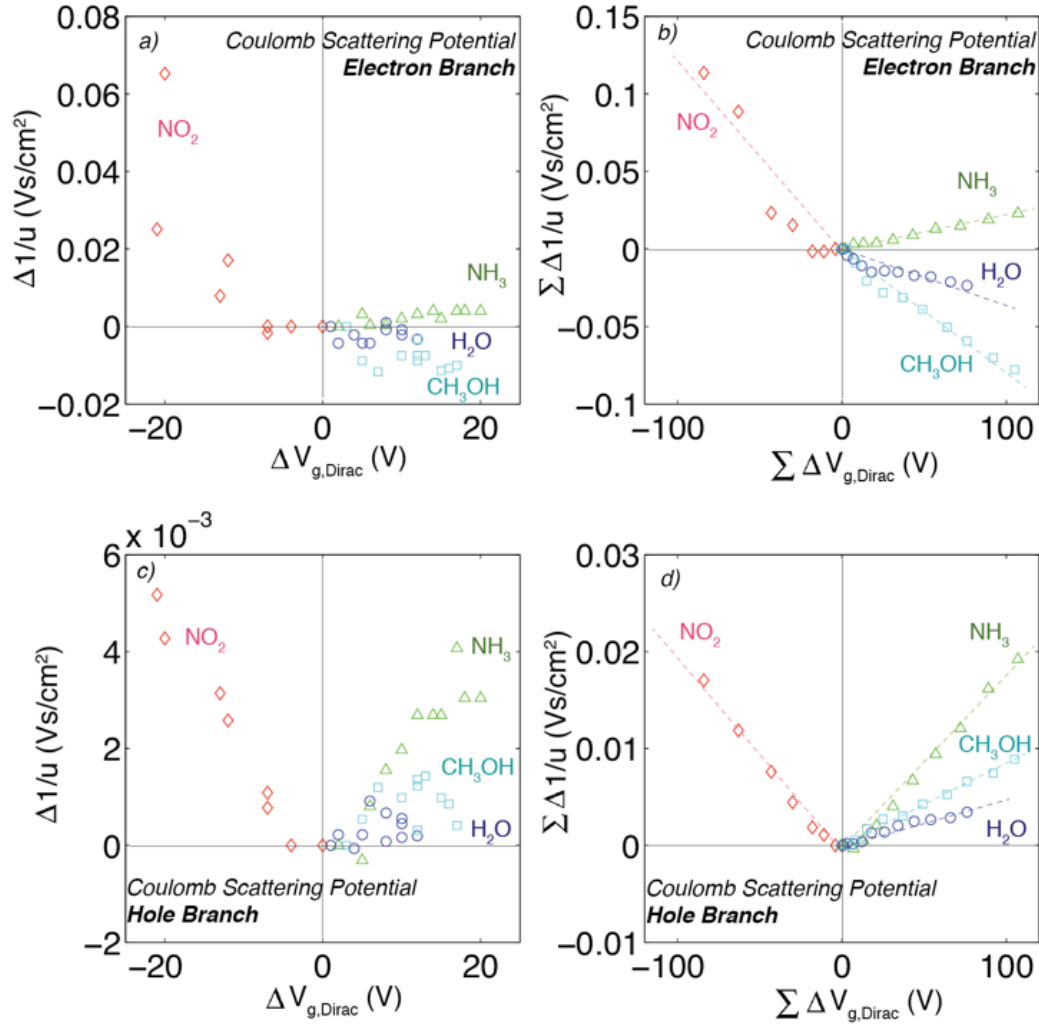 a)
Coulomb Scattering Potential
Electron Branch
0.08
0.06
0.04
0.02
0
−0.02
Δ1/u (Vs/cm²)
NO₂
NH₃
H₂O
CH₃OH
−20
0
20
Δ V_g,Dirac (V)
b)
Coulomb Scattering Potential
Electron Branch
0.15
0.1
0.05
0
−0.05
−0.1
Σ Δ1/u (Vs/cm²)
NO₂
NH₃
H₂O
CH₃OH
−100
0
100
Σ Δ V_g,Dirac (V)
x 10⁻³
c)
6
4
2
0
−2
Δ1/u (Vs/cm²)
NO₂
NH₃
CH₃OH
H₂O
Coulomb Scattering Potential
Hole Branch
−20
0
20
Δ V_g,Dirac (V)
d)
0.03
0.02
0.01
0
−0.01
Σ Δ1/u (Vs/cm²)
NO₂
NH₃
CH₃OH
H₂O
Coulomb Scattering Potential
Hole Branch
−100
0
100
Σ Δ V_g,Dirac (V)